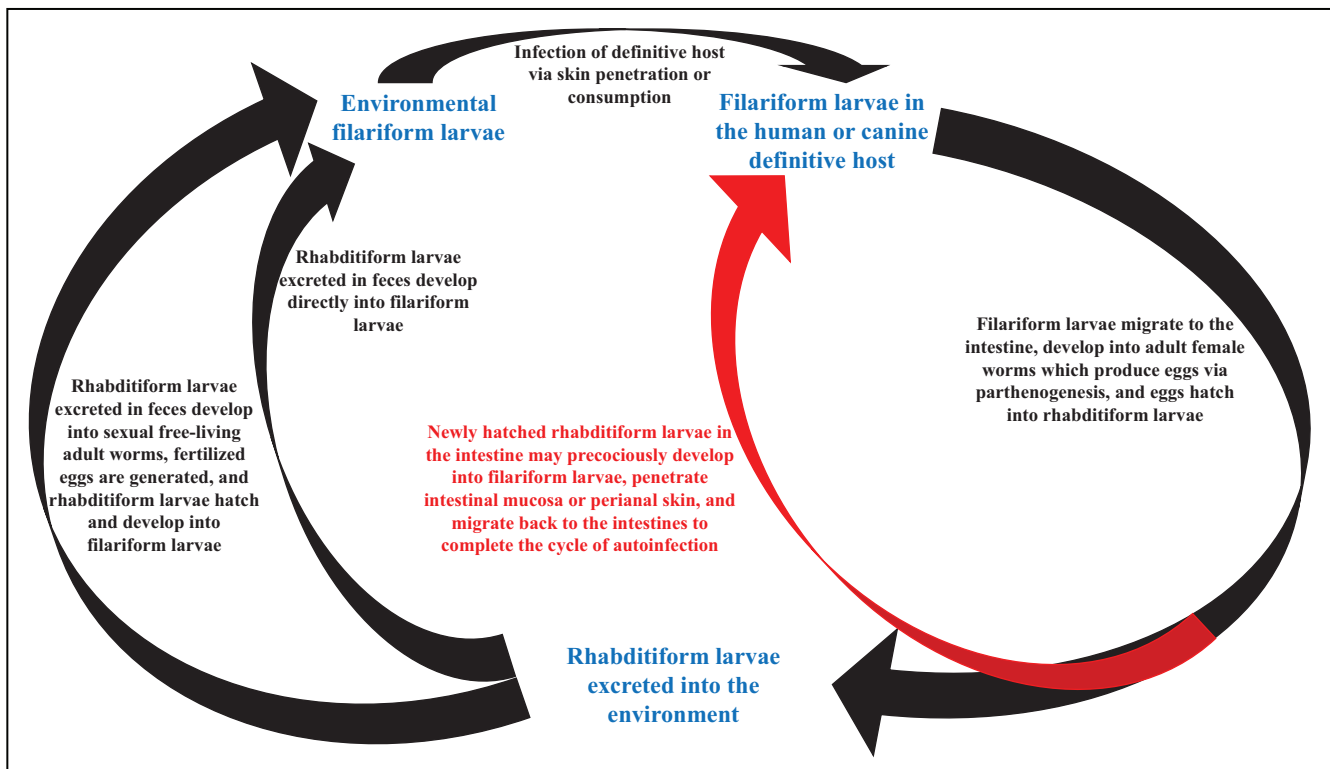 Infection of definitive host
via skin penetration or
consumption
Environmental
filariform larvae
Filariform larvae in
the human or canine
definitive host
Rhabditiform larvae
excreted in feces develop
directly into filariform
larvae
Rhabditiform larvae
excreted in feces develop
into sexual free-living
adult worms, fertilized
eggs are generated, and
rhabditiform larvae hatch
and develop into
filariform larvae
Newly hatched rhabditiform larvae in
the intestine may precociously develop
into filariform larvae, penetrate
intestinal mucosa or perianal skin, and
migrate back to the intestines to
complete the cycle of autoinfection
Filariform larvae migrate to the
intestine, develop into adult female
worms which produce eggs via
parthenogenesis, and eggs hatch
into rhabditiform larvae
Rhabditiform larvae
excreted into the
environment